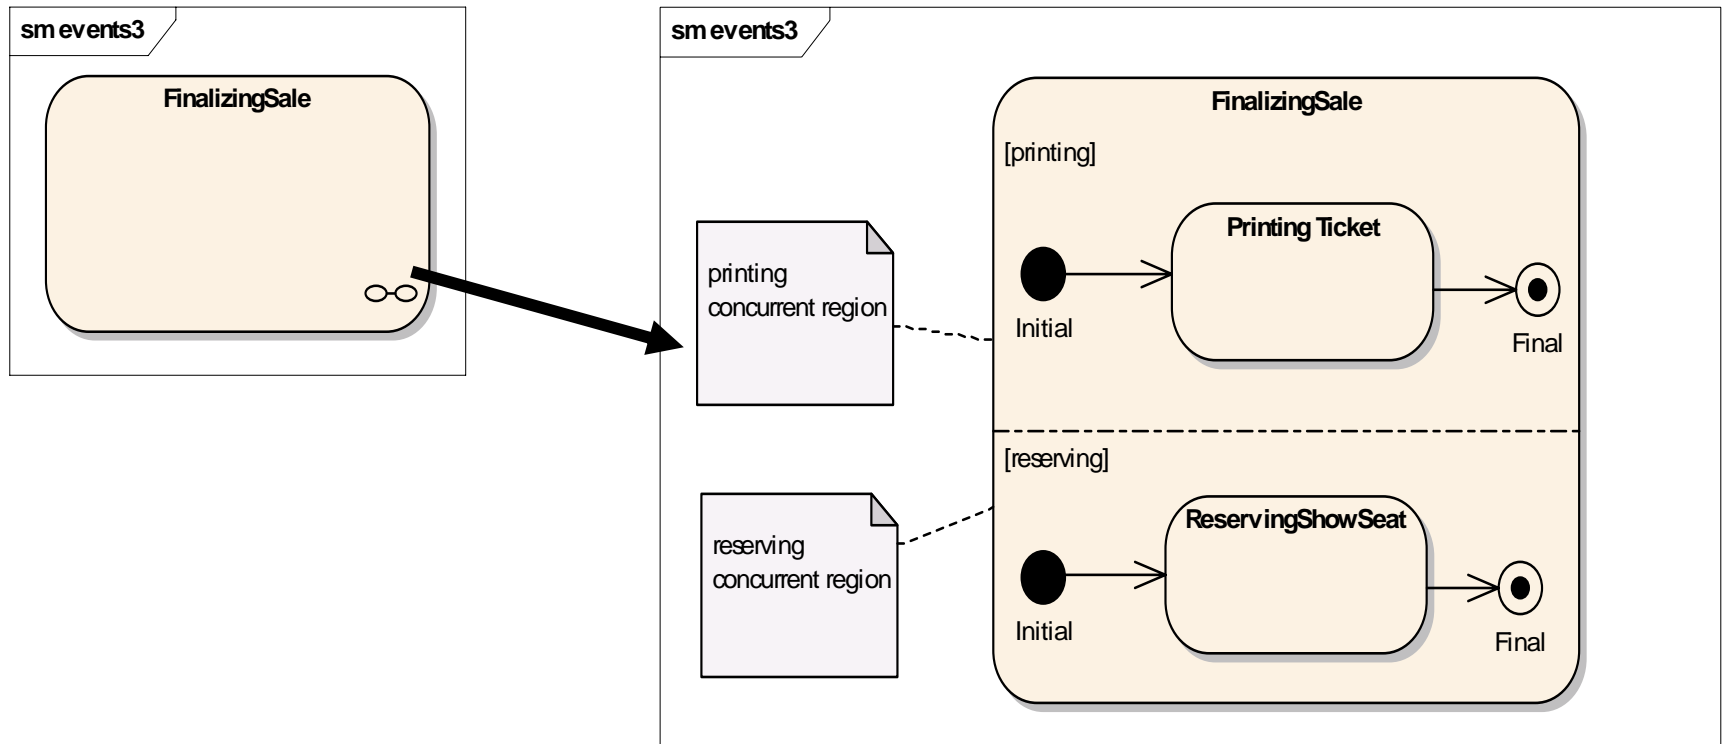 sm events3
FinalizingSale
sm events3
FinalizingSale
[printing]
Printing Ticket
printing
concurrent region
Initial
Final
[reserving]
ReservingShowSeat
reserving
concurrent region
Initial
Final